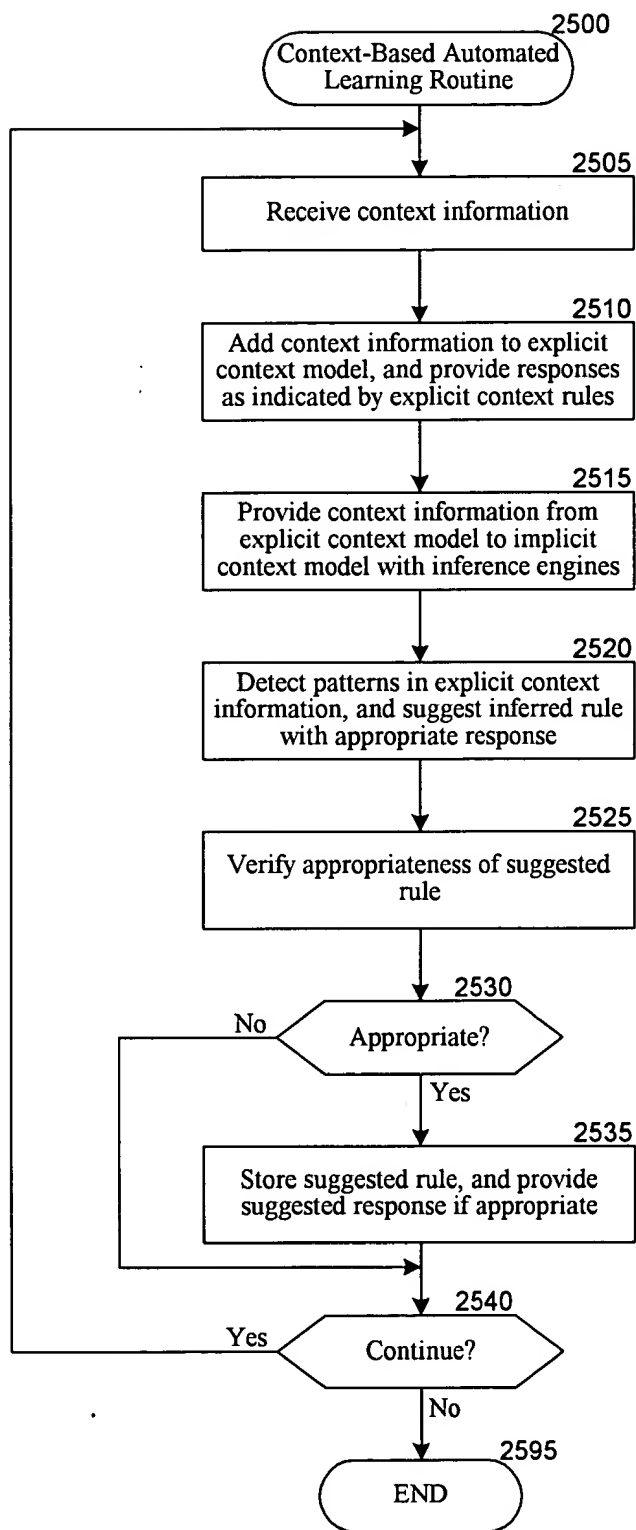 2500
Context-Based Automated
Learning Routine
2505
Receive context information
2510
Add context information to explicit
context model, and provide responses
as indicated by explicit context rules
2515
Provide context information from
explicit context model to implicit
context model with inference engines
2520
Detect patterns in explicit context
information, and suggest inferred rule
with appropriate response
2525
Verify appropriateness of suggested
rule
2530
No
Appropriate?
Yes
2535
Store suggested rule, and provide
suggested response if appropriate
2540
Yes
Continue?
No
2595
END